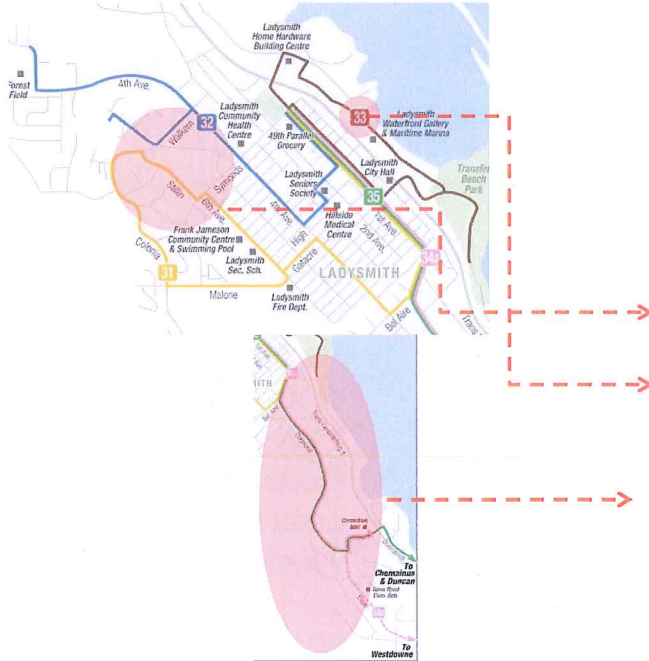 Ladysmith
Home Hardware
Building Centre
Forest
Field
4th Ave.
Walkem
32
Ladysmith
Community
Health
Centre
49th Parallel
Grocery
33
Ladysmith
Waterfront Gallery
& Maritime Marina
Ladysmith
City Hall
Transfer
Beach
Park
Symonds
Ladysmith
Seniors
Society
35
6th Ave.
4th Ave.
High
Hillside
Medical
Centre
1st Ave.
2nd Ave.
Frank Jameson
Community Centre
& Swimming Pool
Ladysmith
Sec. Sch.
Colonia
31
Gatacre
LADYSMITH
Malone
Ladysmith
Fire Dept.
Bel Aire
To
Chemainus
& Duncan
To
Westdowne